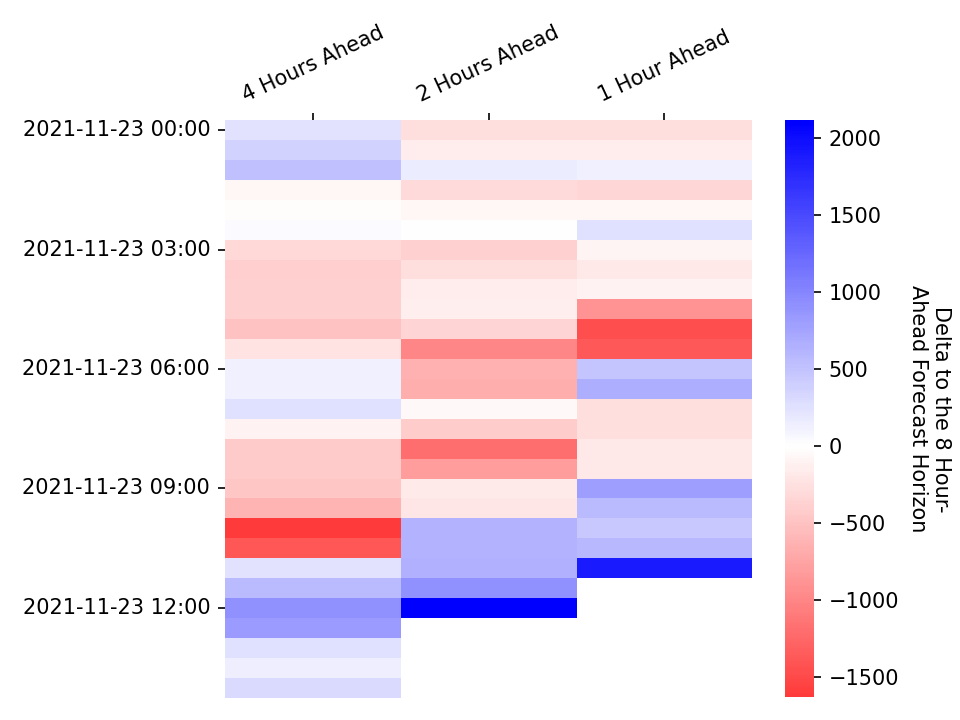 4 Hours Ahead
2 Hours Ahead
1 Hour Ahead
2021-11-23 00:00
2021-11-23 03:00
2021-11-23 06:00
2021-11-23 09:00
2021-11-23 12:00
2000
1500
1000
500
0
−500
−1000
−1500
Delta to the 8 Hour-
Ahead Forecast Horizon